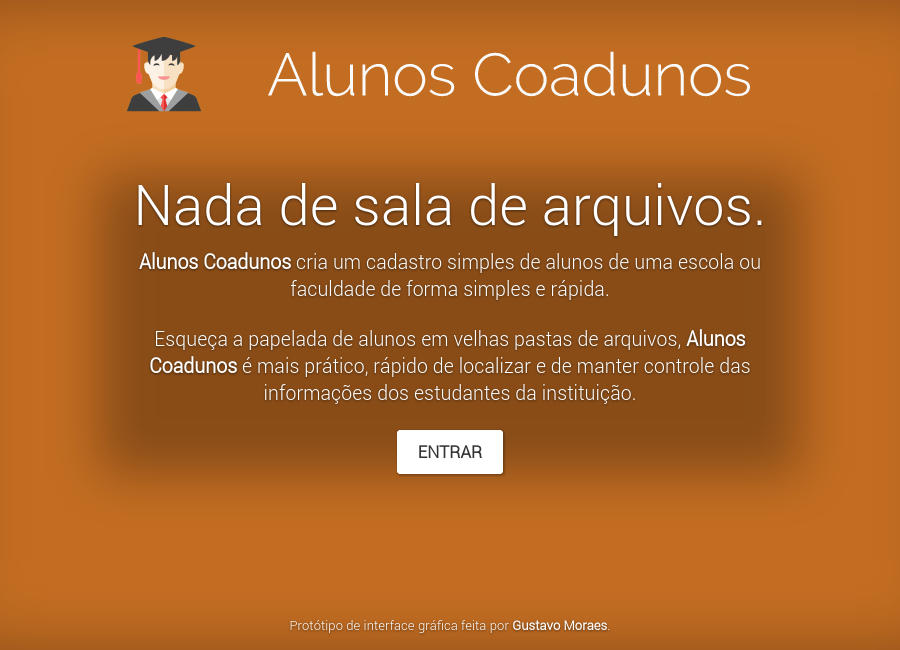 Alunos Coadunos
Nada de sala de arquivos.
Alunos Coadunos cria um cadastro simples de alunos de uma escola ou
faculdade de forma simples e rápida.
Esqueça a papelada de alunos em velhas pastas de arquivos, Alunos
Coadunos é mais prático, rápido de localizar e de manter controle das
informações dos estudantes da instituição.
ENTRAR
Protótipo de interface gráfica feita por Gustavo Moraes.